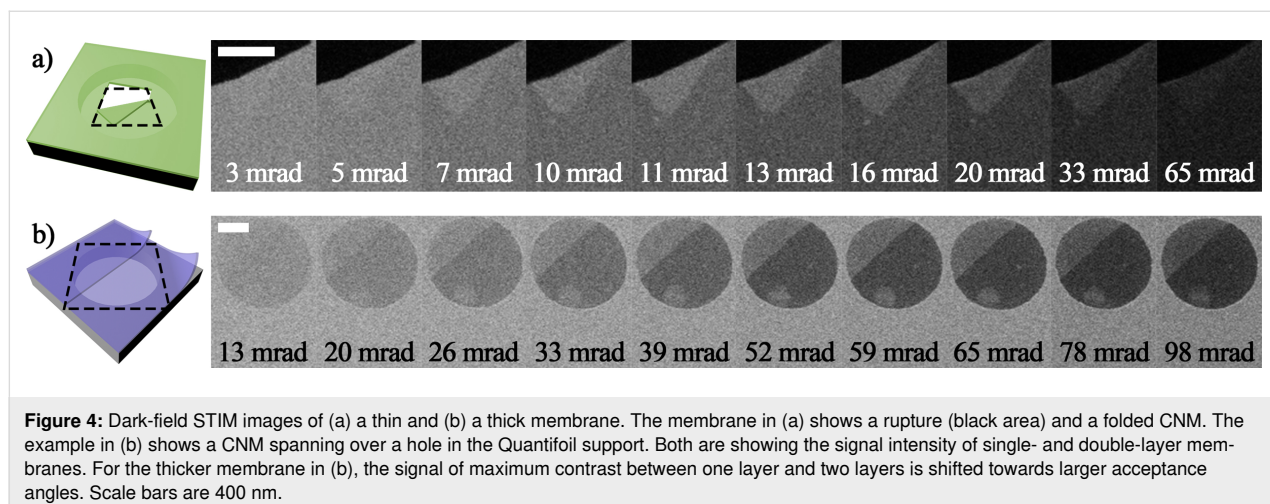 a)
3 mrad 5 mrad 7 mrad 10 mrad 11 mrad 13 mrad 16 mrad 20 mrad 33 mrad 65 mrad
b)
13 mrad 20 mrad 26 mrad 33 mrad 39 mrad 52 mrad 59 mrad 65 mrad 78 mrad 98 mrad
Figure 4: Dark-field STIM images of (a) a thin and (b) a thick membrane. The membrane in (a) shows a rupture (black area) and a folded CNM. The
example in (b) shows a CNM spanning over a hole in the Quantifoil support. Both are showing the signal intensity of single- and double-layer mem-
branes. For the thicker membrane in (b), the signal of maximum contrast between one layer and two layers is shifted towards larger acceptance
angles. Scale bars are 400 nm.